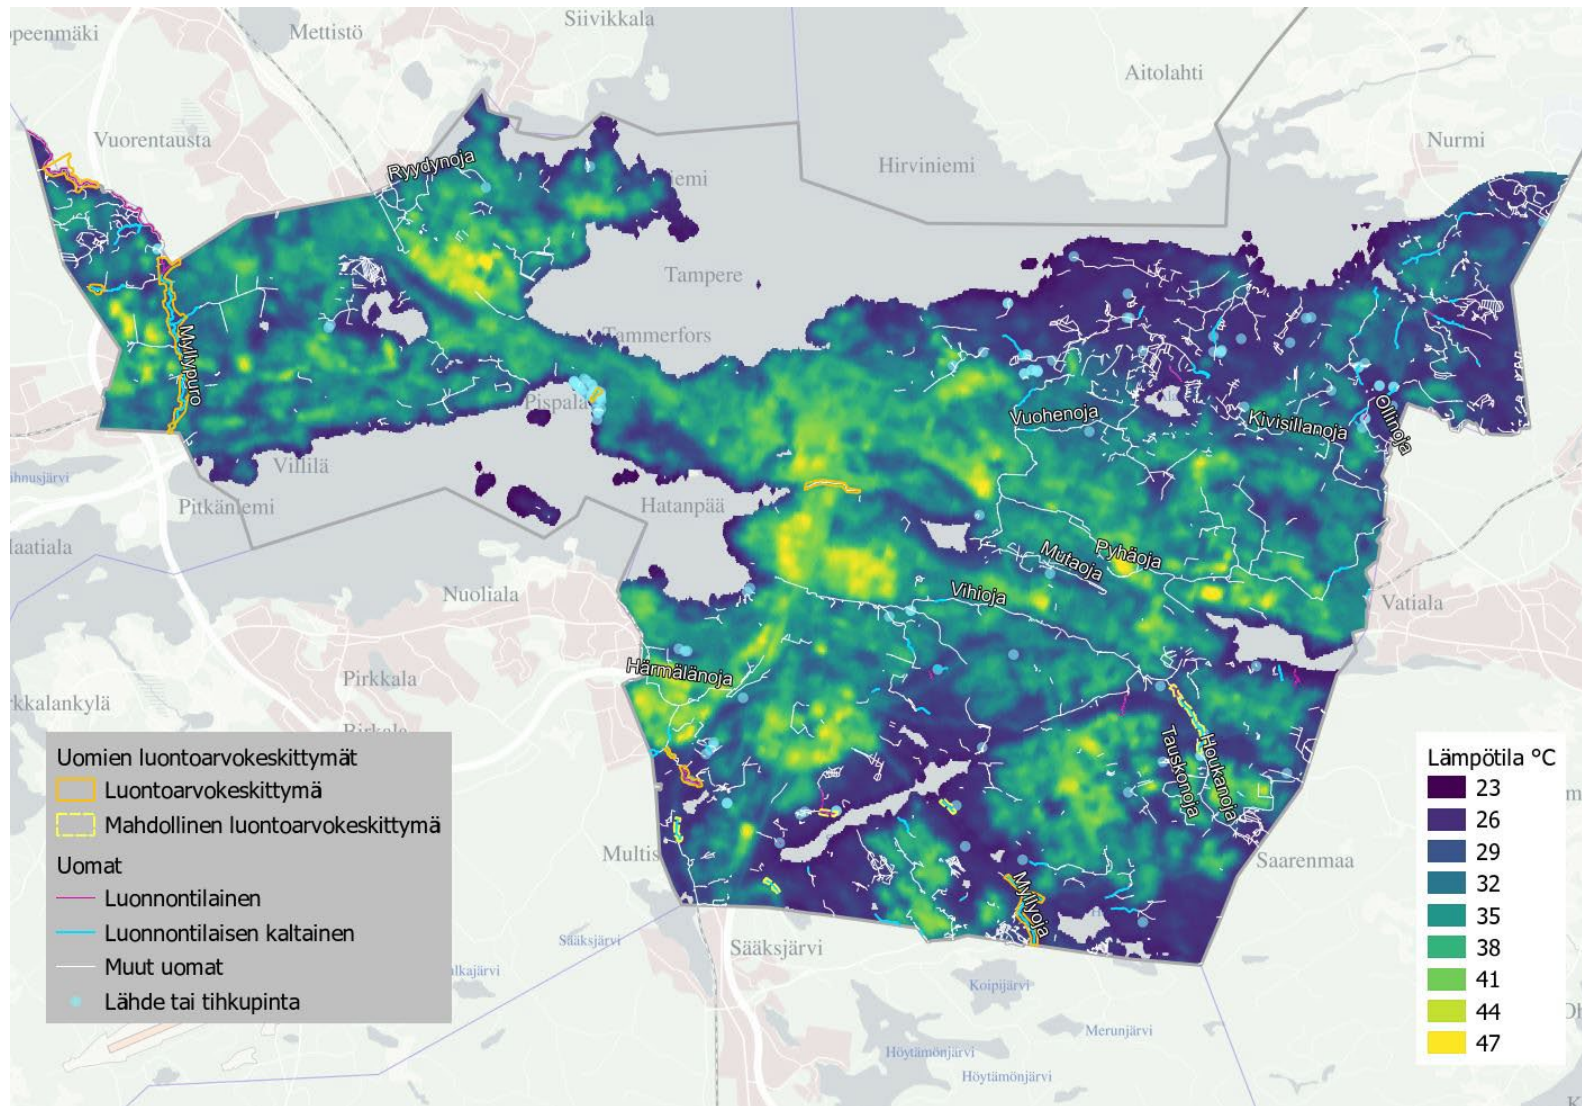 Siivikkala
Mettistö
Aitolahti
Vuorentausta
Nurmi
Ryydynoja
Hirviniemi
Tampere
Tammerfors
Myllypuro
Pispala
Vuohenoja
Kivisillanoja
Ollinoja
Villilä
Pitkäniemi
Hatanpää
Mutaoja
Pyhäoja
Nuoliala
Vihioja
Vatiala
Härmälänoja
Pirkkala
Birkala
Tauskonoja
Houkanoja
Multis
Saarenmaa
Myllyoja
Sääksjärvi
Sääksjärvi
Koipijärvi
Merunjärvi
Höytämönjärvi
Höytämönjärvi
Uomien luontoarvokeskittymät
Luontoarvokeskittymä
Mahdollinen luontoarvokeskittymä
Uomat
Luonnontilainen
Luonnontilaisen kaltainen
Muut uomat
Lähde tai tihkupinta
Lämpötila °C
23
26
29
32
35
38
41
44
47